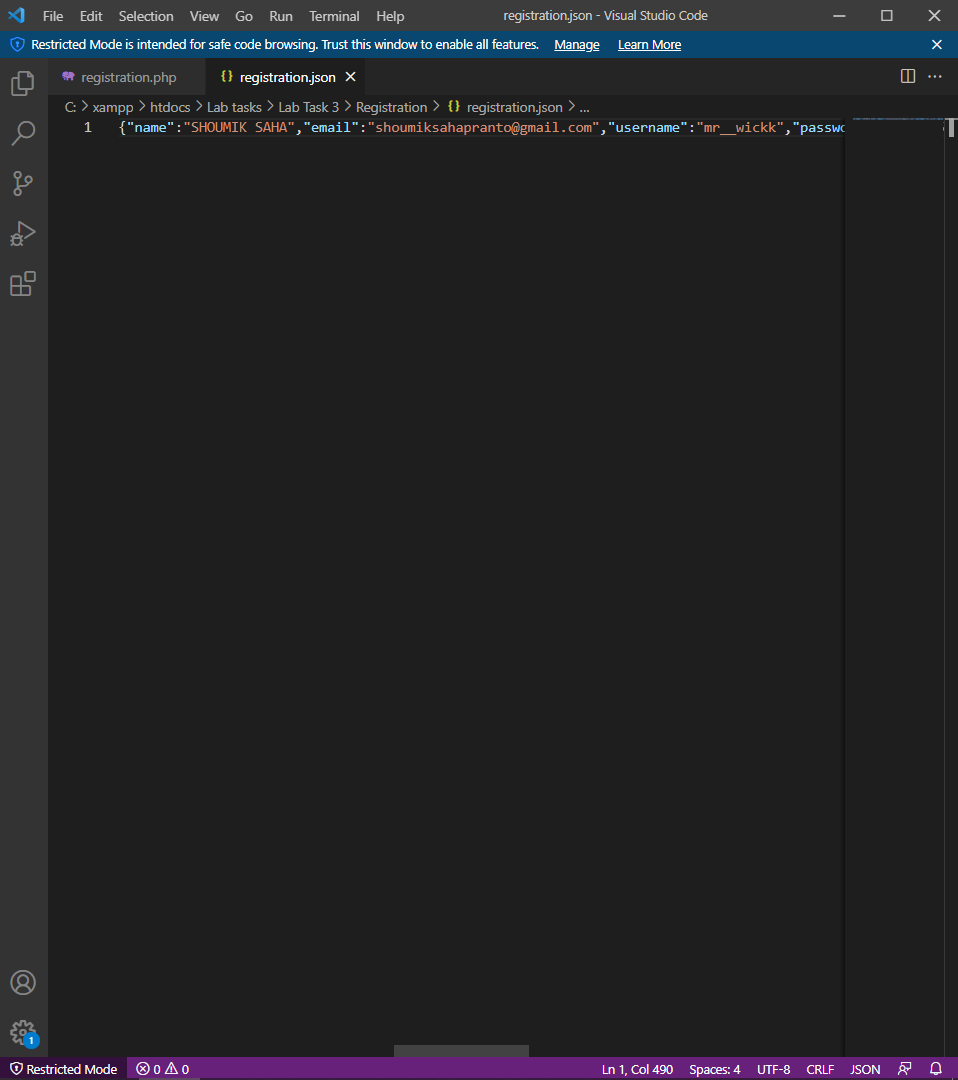 File Edit Selection View Go Run Terminal Help registration.json - Visual Studio Code
Restricted Mode is intended for safe code browsing. Trust this window to enable all features. Manage Learn More
registration.php {} registration.json
C: > xampp > htdocs > Lab tasks > Lab Task 3 > Registration > {} registration.json > ...
1 {"name":"SHOUMIK SAHA","email":"shoumiksahapranto@gmail.com","username":"mr__wickk","passwo
1
Restricted Mode 0 0 Ln 1, Col 490 Spaces: 4 UTF-8 CRLF JSON